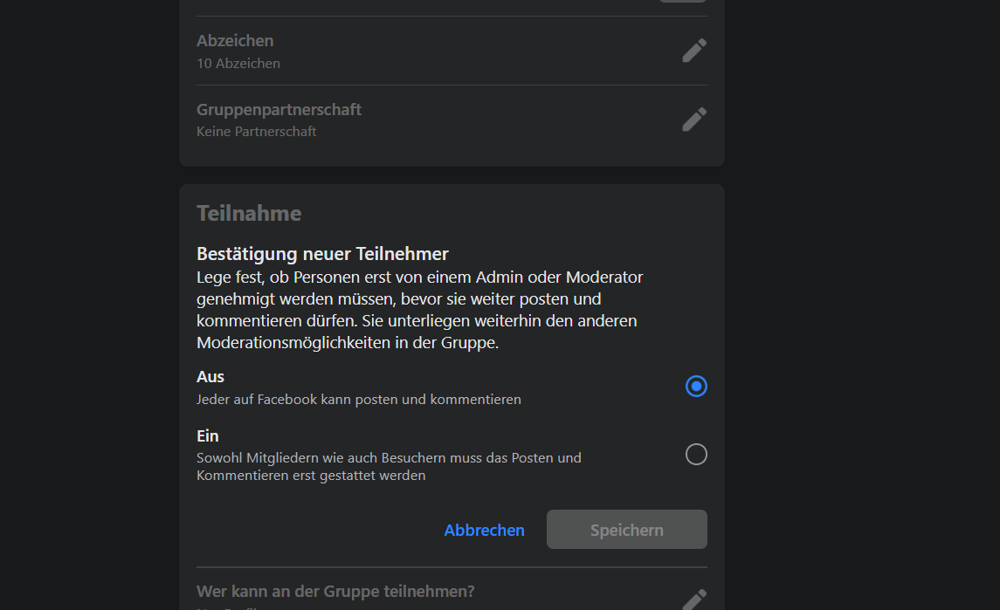 Abzeichen
10 Abzeichen
Gruppenpartnerschaft
Keine Partnerschaft
Teilnahme
Bestätigung neuer Teilnehmer
Lege fest, ob Personen erst von einem Admin oder Moderator
genehmigt werden müssen, bevor sie weiter posten und
kommentieren dürfen. Sie unterliegen weiterhin den anderen
Moderationsmöglichkeiten in der Gruppe.
Aus
Jeder auf Facebook kann posten und kommentieren
Ein
Sowohl Mitgliedern wie auch Besuchern muss das Posten und
Kommentieren erst gestattet werden
Abbrechen Speichern
Wer kann an der Gruppe teilnehmen?